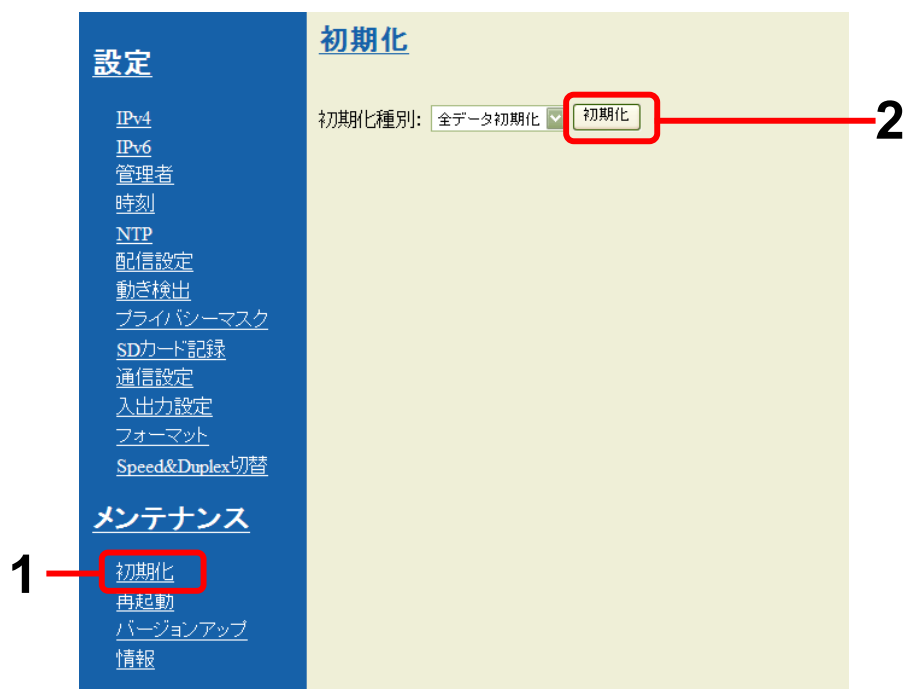 設定
IPv4
IPv6
管理者
時刻
NTP
配信設定
動き検出
プライバシーマスク
SDカード記録
通信設定
入出力設定
フォーマット
Speed&Duplex切替
メンテナンス
1
初期化
再起動
バージョンアップ
情報
初期化
初期化種別: 全データ初期化 初期化
2